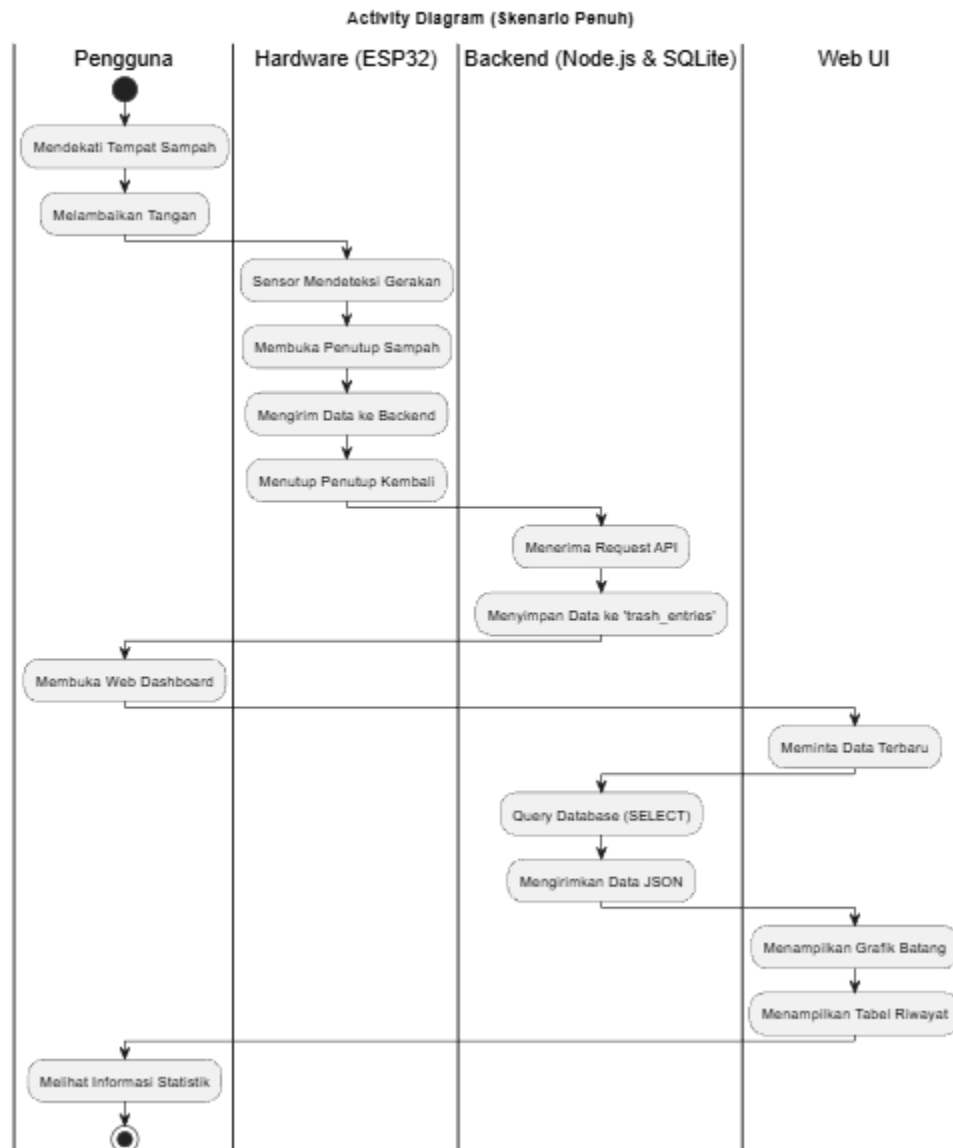 Activity Diagram (Skenario Penuh)
Pengguna
Hardware (ESP32)
Backend (Node.js & SQLite)
Web UI
Mendekati Tempat Sampah
Melambaikan Tangan
Sensor Mendeteksi Gerakan
Membuka Penutup Sampah
Mengirim Data ke Backend
Menutup Penutup Kembali
Menerima Request API
Menyimpan Data ke 'trash_entries'
Membuka Web Dashboard
Meminta Data Terbaru
Query Database (SELECT)
Mengirimkan Data JSON
Menampilkan Grafik Batang
Menampilkan Tabel Riwayat
Melihat Informasi Statistik